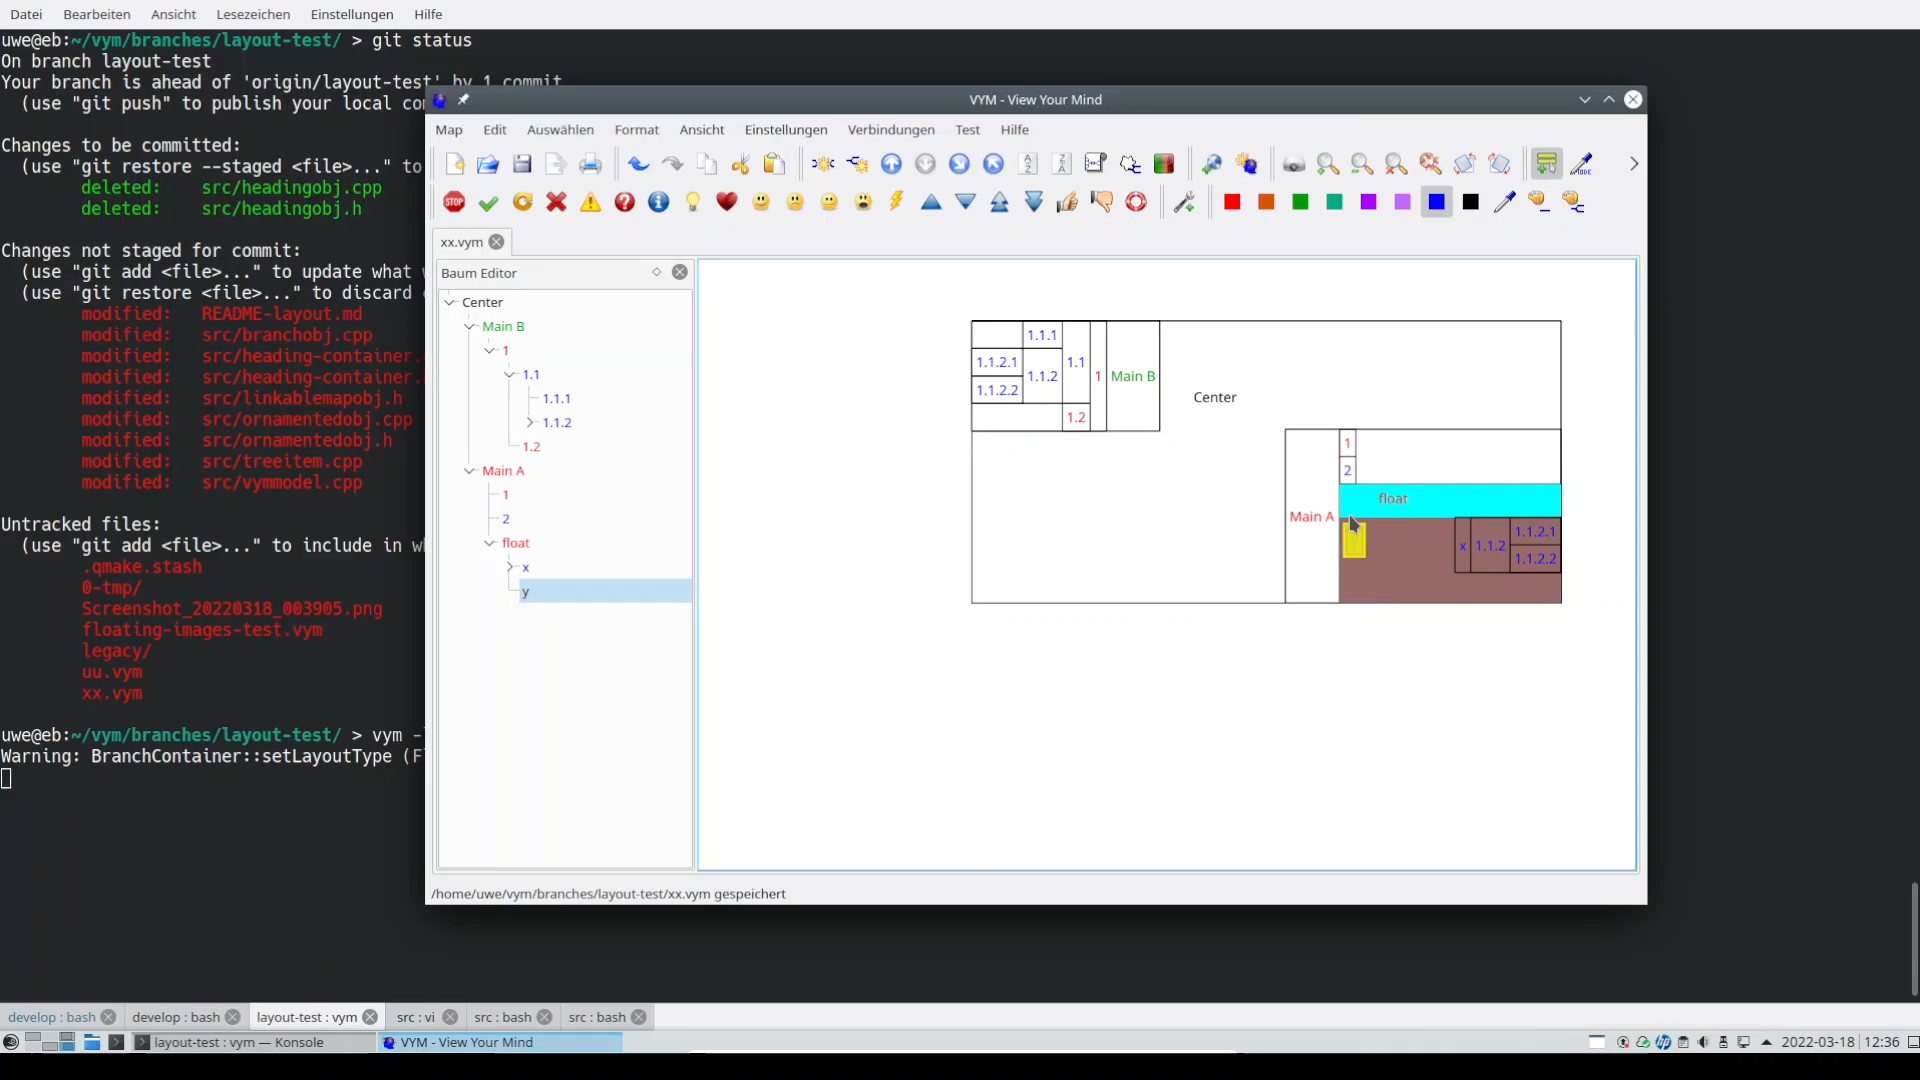 Datei Bearbeiten Ansicht Lesezeichen Einstellungen Hilfe
uwe@eb:~/vym/branches/layout-test/ > git status
On branch layout-test
Your branch is ahead of 'origin/layout-test' by 1 commit
(use "git push" to publish your local co
Changes to be committed:
(use "git restore --staged <file>..." to
deleted: src/headingobj.cpp
deleted: src/headingobj.h
Changes not staged for commit:
(use "git add <file>..." to update what
(use "git restore <file>..." to discard
modified: README-layout.md
modified: src/branchobj.cpp
modified: src/heading-container.
modified: src/heading-container.
modified: src/linkablemapobj.h
modified: src/ornamentedobj.cpp
modified: src/ornamentedobj.h
modified: src/treeitem.cpp
modified: src/vymmodel.cpp
Untracked files:
(use "git add <file>..." to include in w
.qmake.stash
0-tmp/
Screenshot_20220318_003905.png
floating-images-test.vym
legacy/
uu.vym
xx.vym
uwe@eb:~/vym/branches/layout-test/ > vym -
Warning: BranchContainer::setLayoutType (F
VYM - View Your Mind
Map Edit Auswählen Format Ansicht Einstellungen Verbindungen Test Hilfe
STOP
xx.vym
Baum Editor
Center
Main B
1
1.1
1.1.1
1.1.2
1.2
Main A
1
2
float
x
y
1.1.1
1.1.2.1
1.1.2.2
1.1.2
1.1
1.2
1
Main B
Center
Main A
1
2
float
x
1.1.2
1.1.2.1
1.1.2.2
/home/uwe/vym/branches/layout-test/xx.vym gespeichert
develop : bash develop : bash layout-test : vym src : vi src : bash src : bash
layout-test : vym — Konsole VYM - View Your Mind 2022-03-18 12:36